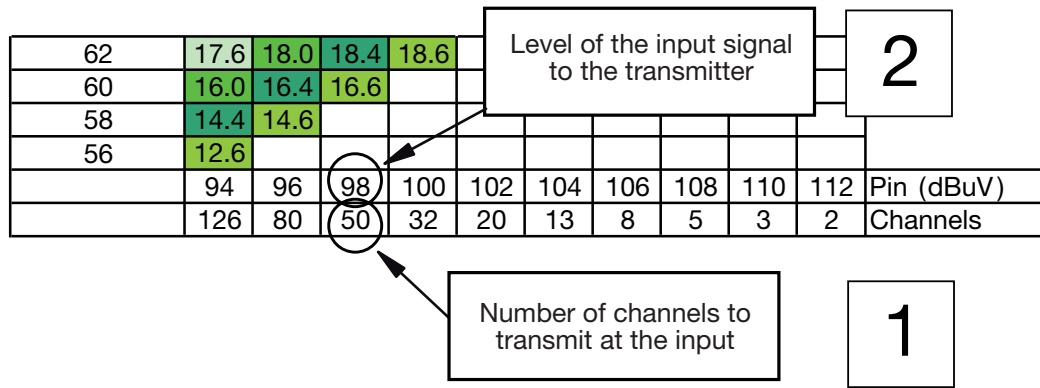 62 17.6 18.0 18.4 18.6
60 16.0 16.4 16.6
58 14.4 14.6
56 12.6
94 96 98 100 102 104 106 108 110 112 Pin (dBuV)
126 80 50 32 20 13 8 5 3 2 Channels
Level of the input signal
to the transmitter
2
Number of channels to
transmit at the input
1